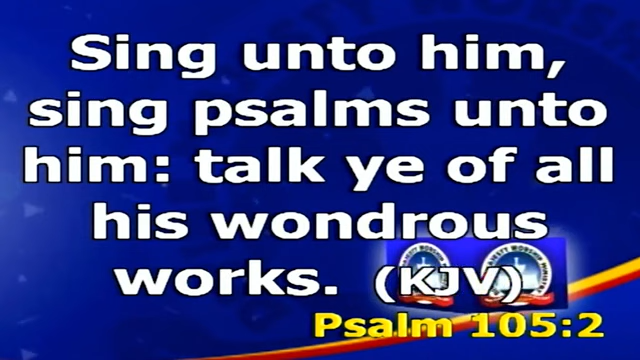 Sing unto him,
sing psalms unto
him: talk ye of all
his wondrous
works. (KJV)
Psalm 105:2